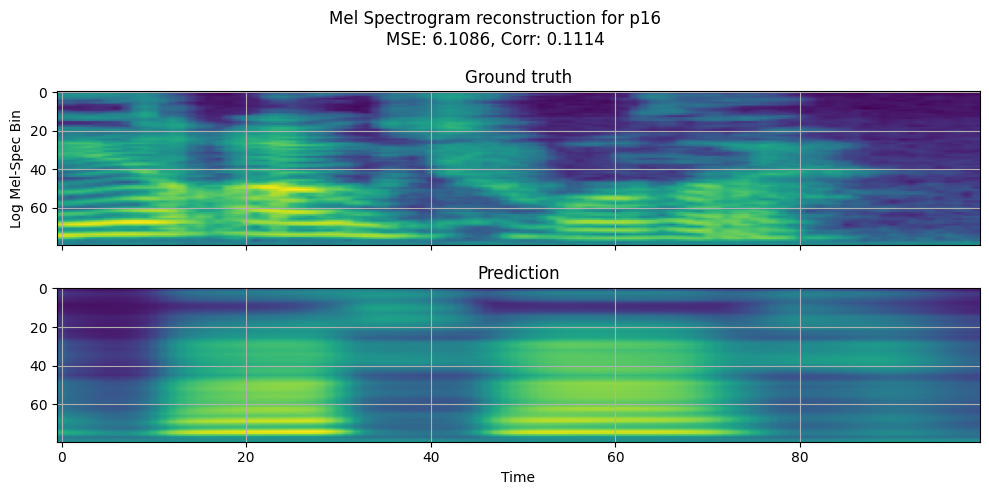 Mel Spectrogram reconstruction for p16
MSE: 6.1086, Corr: 0.1114
Ground truth
0
20
40
60
Log Mel-Spec Bin
Prediction
0
20
40
60
0 20 40 60 80
Time